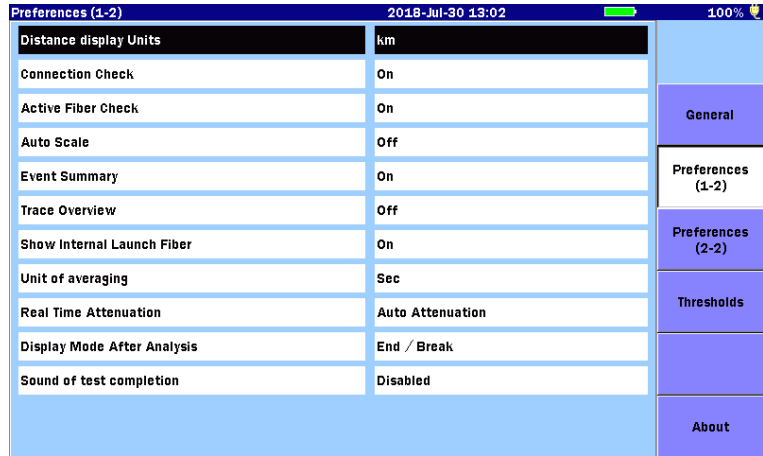 Preferences (1-2) 2018-Jul-30 13:02 100%
Distance display Units km
Connection Check On
Active Fiber Check On
Auto Scale Off
Event Summary On
Trace Overview Off
Show Internal Launch Fiber On
Unit of averaging Sec
Real Time Attenuation Auto Attenuation
Display Mode After Analysis End / Break
Sound of test completion Disabled
General
Preferences
(1-2)
Preferences
(2-2)
Thresholds
About